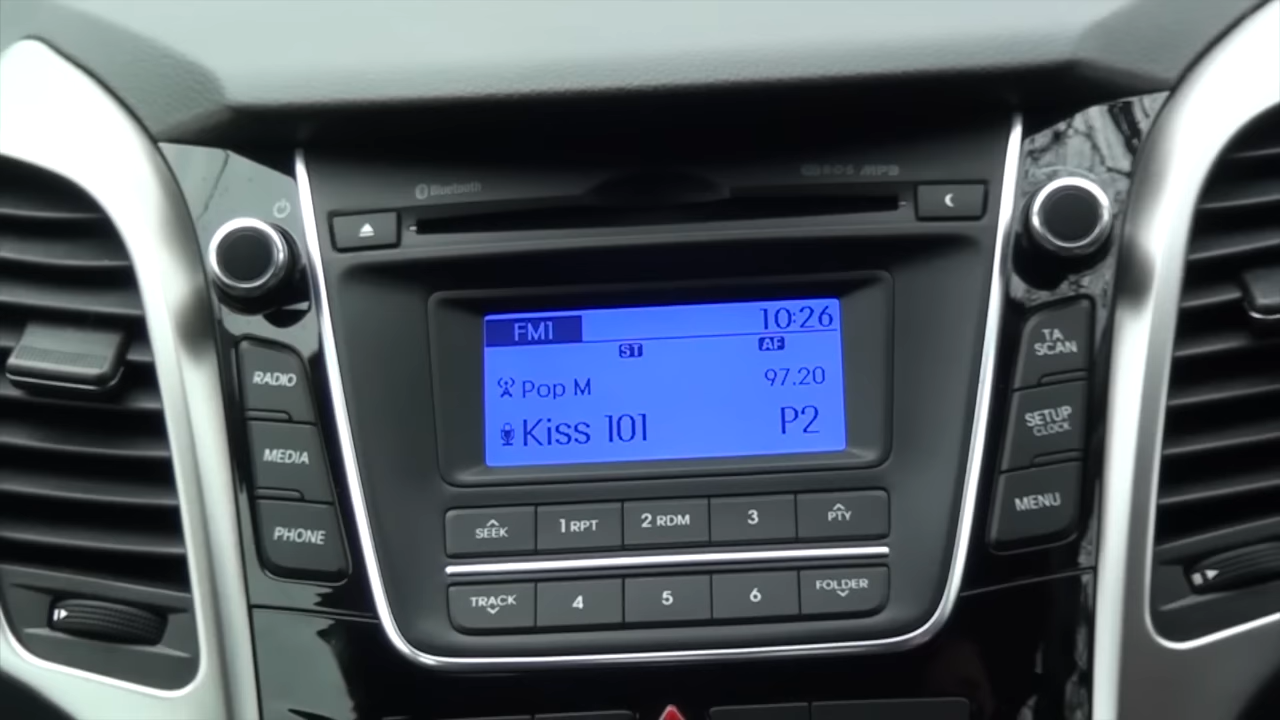 Bluetooth
RDS MP3
FM1
10:26
ST
AF
Pop M
97.20
Kiss 101
P2
RADIO
MEDIA
PHONE
TA
SCAN
SETUP
CLOCK
MENU
SEEK
1 RPT
2 RDM
3
PTY
TRACK
4
5
6
FOLDER